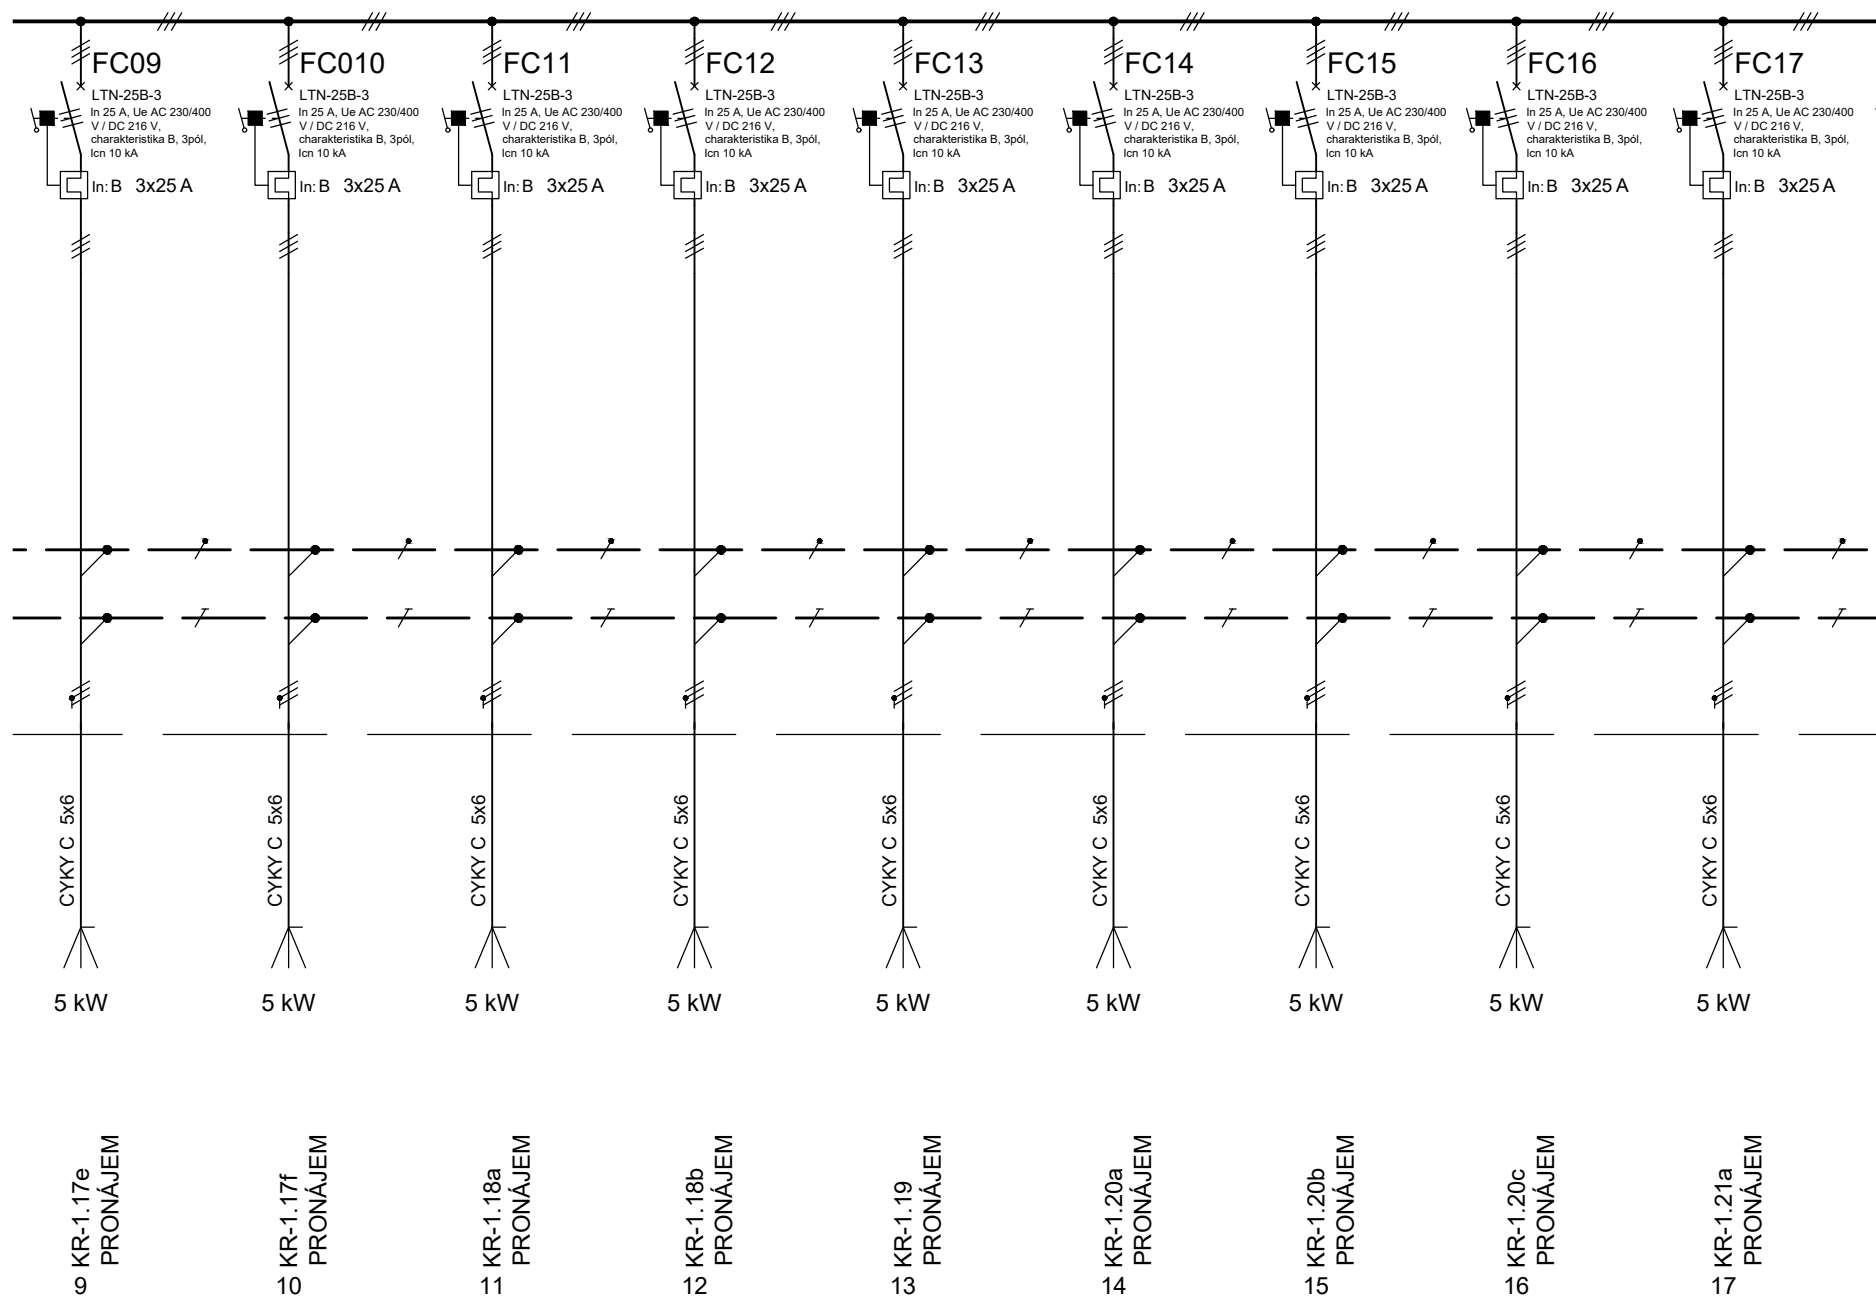 FC09
LTN-25B-3
In 25 A, Ue AC 230/400
V / DC 216 V,
charakteristika B, 3pól,
Icn 10 kA
In: B 3x25 A
CYKY C 5x6
5 kW
KR-1.17e
PRONÁJEM
9
FC010
LTN-25B-3
In 25 A, Ue AC 230/400
V / DC 216 V,
charakteristika B, 3pól,
Icn 10 kA
In: B 3x25 A
CYKY C 5x6
5 kW
KR-1.17f
PRONÁJEM
10
FC11
LTN-25B-3
In 25 A, Ue AC 230/400
V / DC 216 V,
charakteristika B, 3pól,
Icn 10 kA
In: B 3x25 A
CYKY C 5x6
5 kW
KR-1.18a
PRONÁJEM
11
FC12
LTN-25B-3
In 25 A, Ue AC 230/400
V / DC 216 V,
charakteristika B, 3pól,
Icn 10 kA
In: B 3x25 A
CYKY C 5x6
5 kW
KR-1.18b
PRONÁJEM
12
FC13
LTN-25B-3
In 25 A, Ue AC 230/400
V / DC 216 V,
charakteristika B, 3pól,
Icn 10 kA
In: B 3x25 A
CYKY C 5x6
5 kW
KR-1.19
PRONÁJEM
13
FC14
LTN-25B-3
In 25 A, Ue AC 230/400
V / DC 216 V,
charakteristika B, 3pól,
Icn 10 kA
In: B 3x25 A
CYKY C 5x6
5 kW
KR-1.20a
PRONÁJEM
14
FC15
LTN-25B-3
In 25 A, Ue AC 230/400
V / DC 216 V,
charakteristika B, 3pól,
Icn 10 kA
In: B 3x25 A
CYKY C 5x6
5 kW
KR-1.20b
PRONÁJEM
15
FC16
LTN-25B-3
In 25 A, Ue AC 230/400
V / DC 216 V,
charakteristika B, 3pól,
Icn 10 kA
In: B 3x25 A
CYKY C 5x6
5 kW
KR-1.20c
PRONÁJEM
16
FC17
LTN-25B-3
In 25 A, Ue AC 230/400
V / DC 216 V,
charakteristika B, 3pól,
Icn 10 kA
In: B 3x25 A
CYKY C 5x6
5 kW
KR-1.21a
PRONÁJEM
17